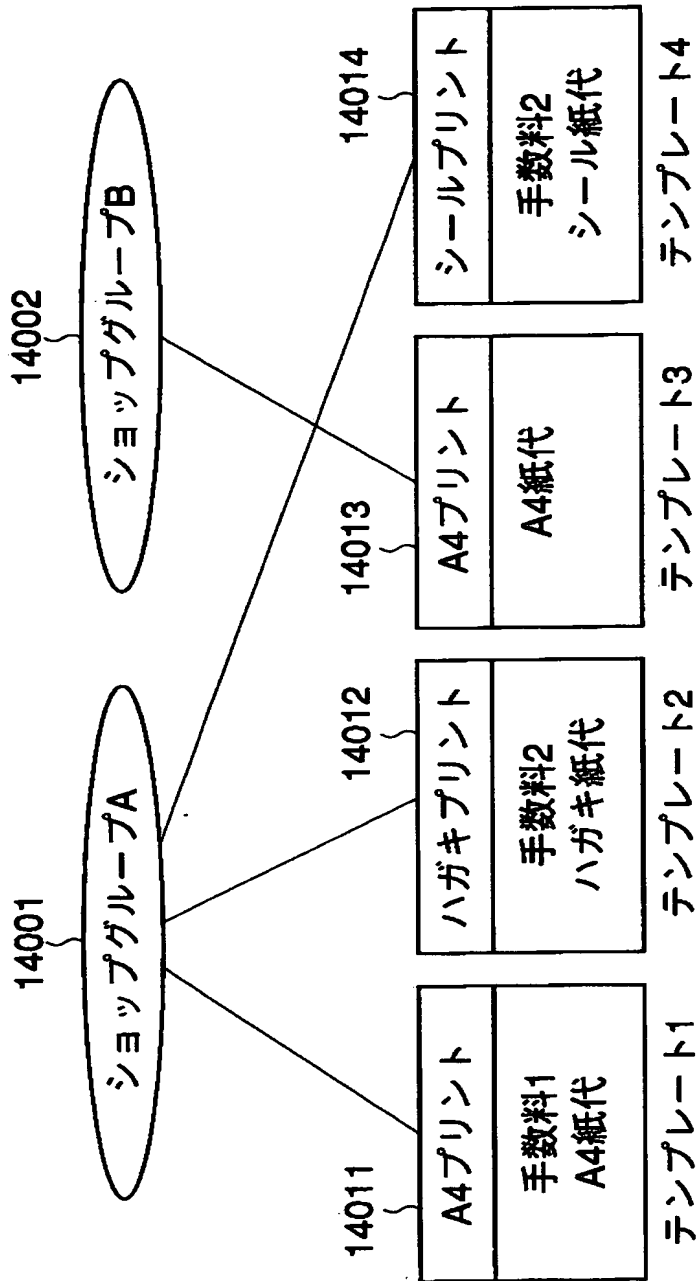 14001
ショップグループA
14002
ショップグループB
14011
A4プリント
手数料1
A4紙代
テンプレート1
14012
ハガキプリント
手数料2
ハガキ紙代
テンプレート2
14013
A4プリント
A4紙代
テンプレート3
14014
シールプリント
手数料2
シール紙代
テンプレート4